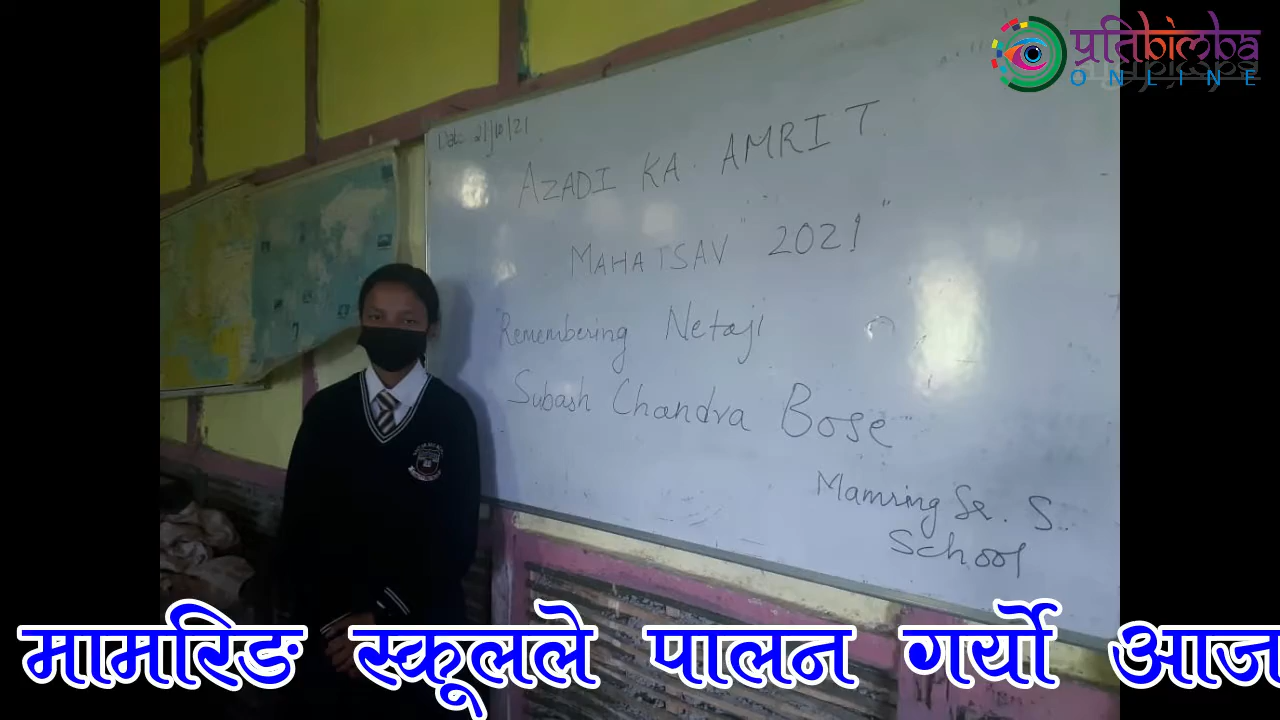 प्रतिbimba
ONLINE
Date 21/10/21
AZADI KA AMRIT
MAHATSAV "2021"
Remembering Netaji
Subash Chandra Bose
Mamring Sr. S.
School
मामरिङ स्कूलले पालन गर्यो आज